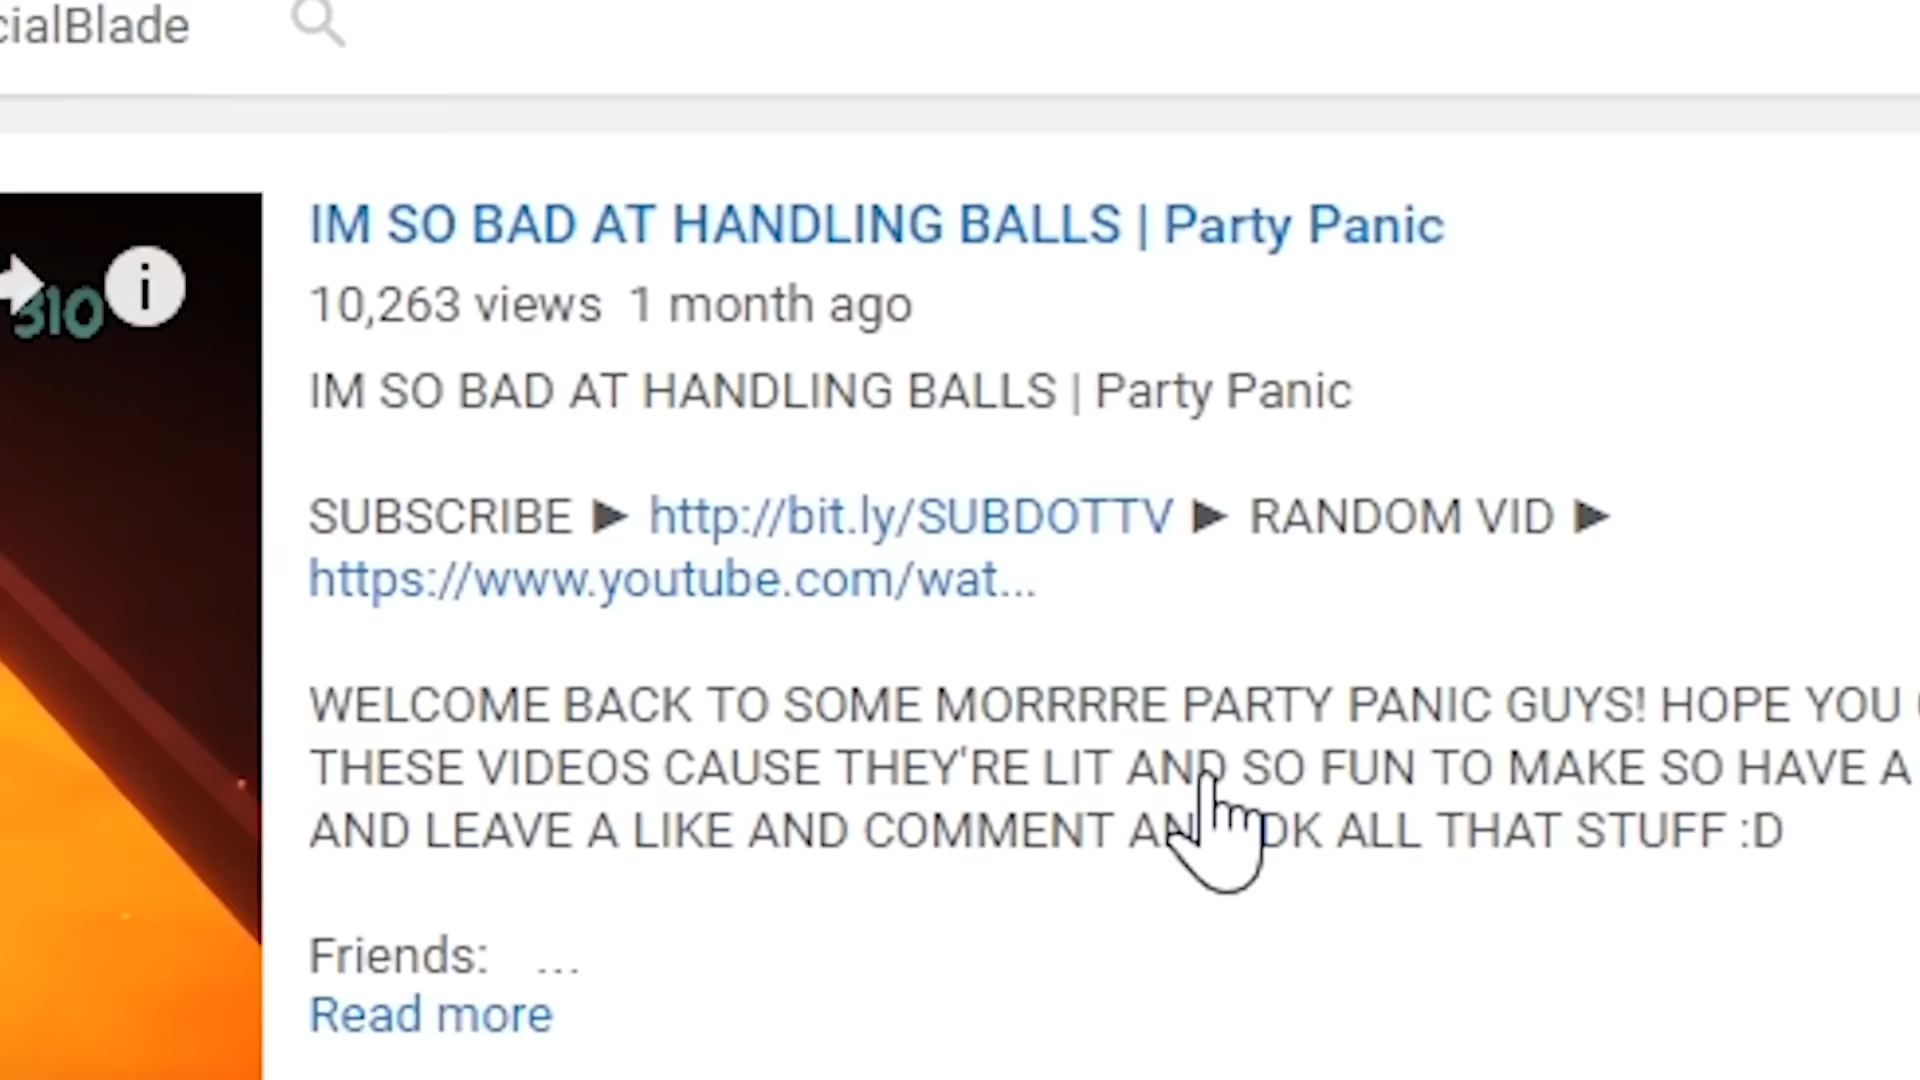 cialBlade
310
IM SO BAD AT HANDLING BALLS | Party Panic
10,263 views 1 month ago
IM SO BAD AT HANDLING BALLS | Party Panic
SUBSCRIBE ► http://bit.ly/SUBDOTTV ► RANDOM VID ►
https://www.youtube.com/wat...
WELCOME BACK TO SOME MORRRRE PARTY PANIC GUYS! HOPE YOU
THESE VIDEOS CAUSE THEY'RE LIT AND SO FUN TO MAKE SO HAVE A
AND LEAVE A LIKE AND COMMENT ALL THAT STUFF :D
Friends: ...
Read more